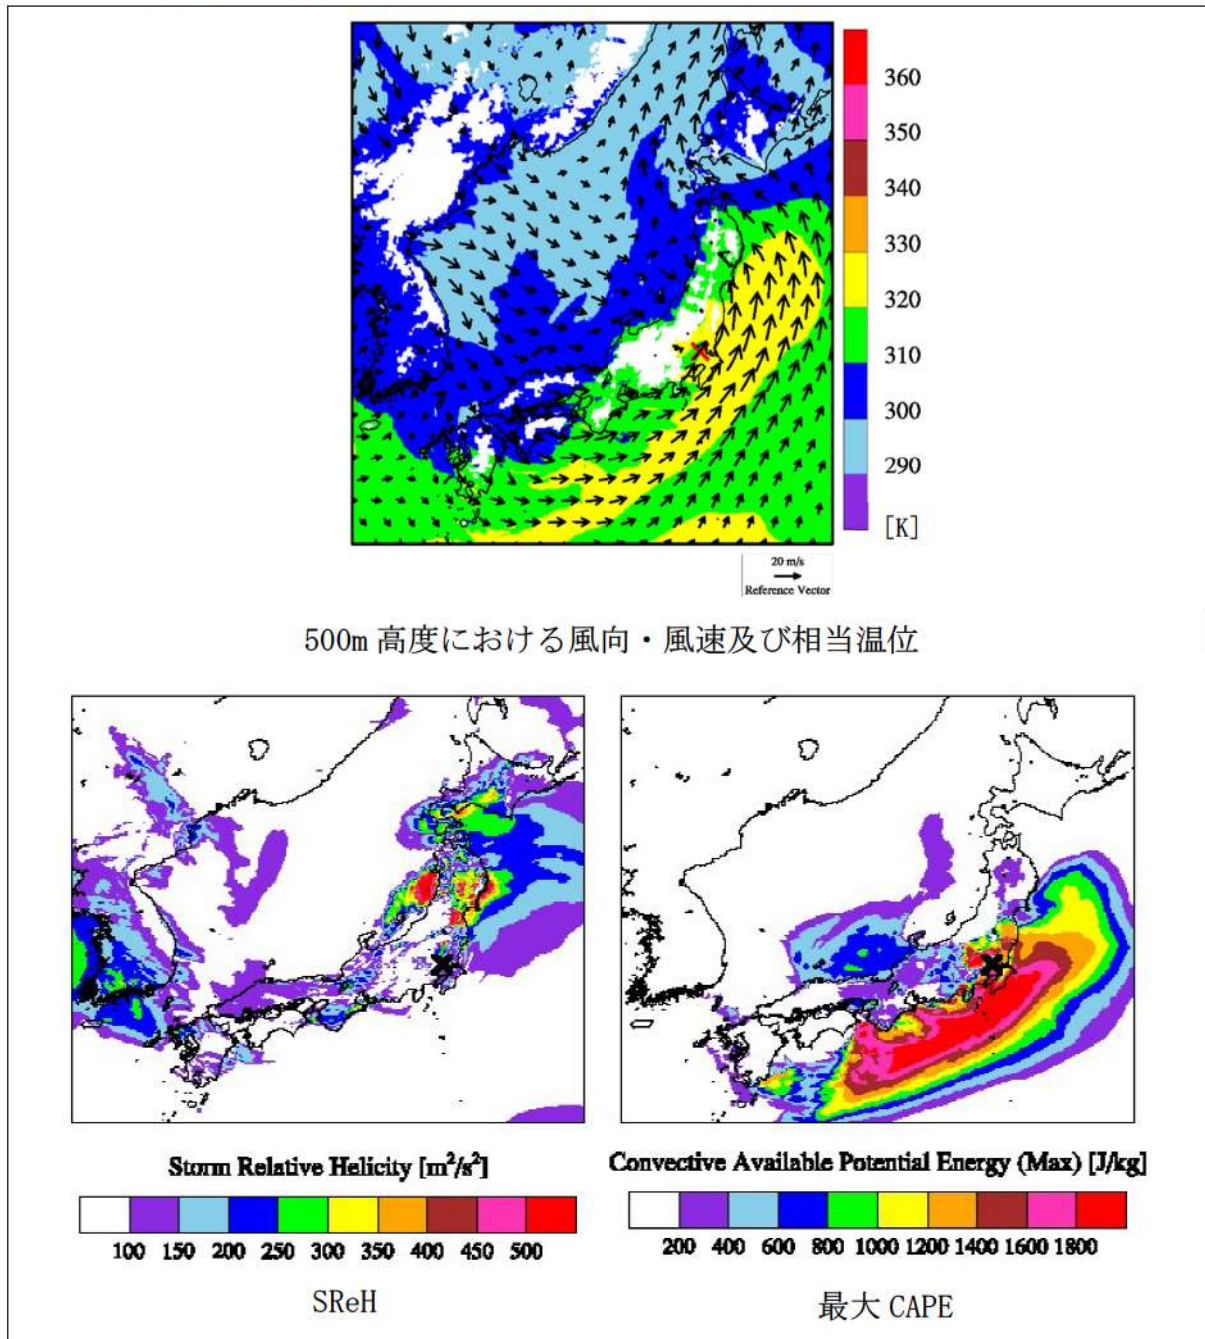 360
350
340
330
320
310
300
290
[K]
20 m/s
Reference Vector
500m 高度における風向・風速及び相当温位
Storm Relative Helicity [m²/s²]
100 150 200 250 300 350 400 450 500
SReH
Convective Available Potential Energy (Max) [J/kg]
200 400 600 800 1000 1200 1400 1600 1800
最大 CAPE